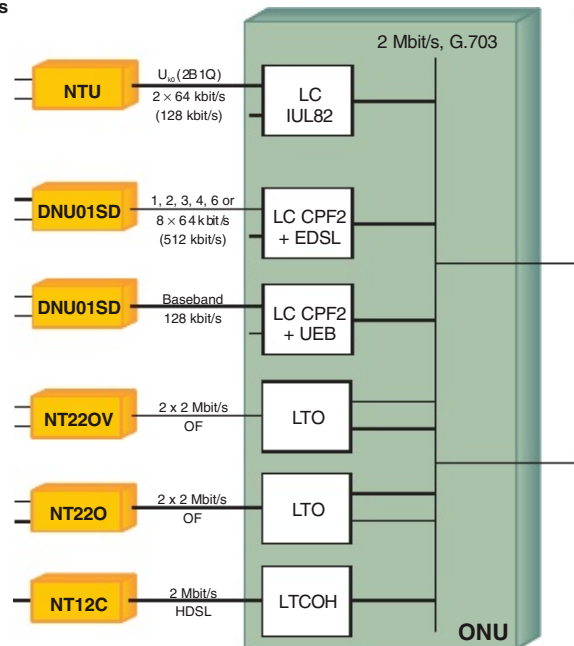 s
2 Mbit/s, G.703
NTU
U_k0 (2B1Q)
2 × 64 kbit/s
(128 kbit/s)
LC
IUL82
DNU01SD
1, 2, 3, 4, 6 or
8 × 64 kbit/s
(512 kbit/s)
LC CPF2
+ EDSL
DNU01SD
Baseband
128 kbit/s
LC CPF2
+ UEB
NT22OV
2 x 2 Mbit/s
OF
LTO
NT22O
2 x 2 Mbit/s
OF
LTO
NT12C
2 Mbit/s
HDSL
LTCOH
ONU